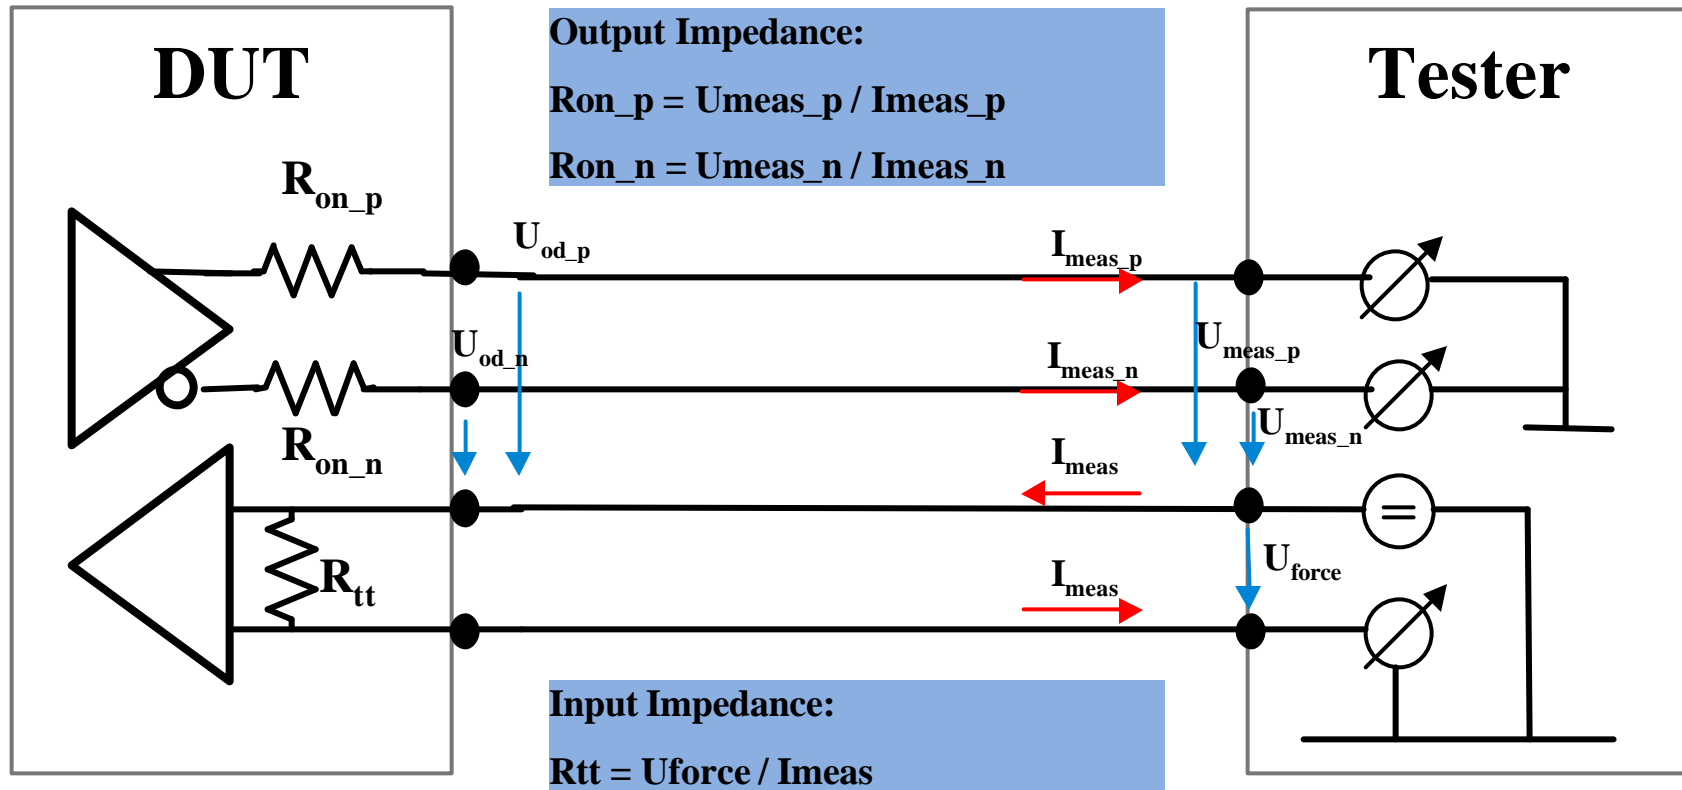 DUT
Output Impedance:
Ron_p = Umeas_p / Imeas_p
Ron_n = Umeas_n / Imeas_n
Tester
Ron_p
Uod_p
Imeas_p
Uod_n
Umeas_p
Imeas_n
Ron_n
Umeas_n
Imeas
=
Uforce
Rtt
Imeas
Input Impedance:
Rtt = Uforce / Imeas